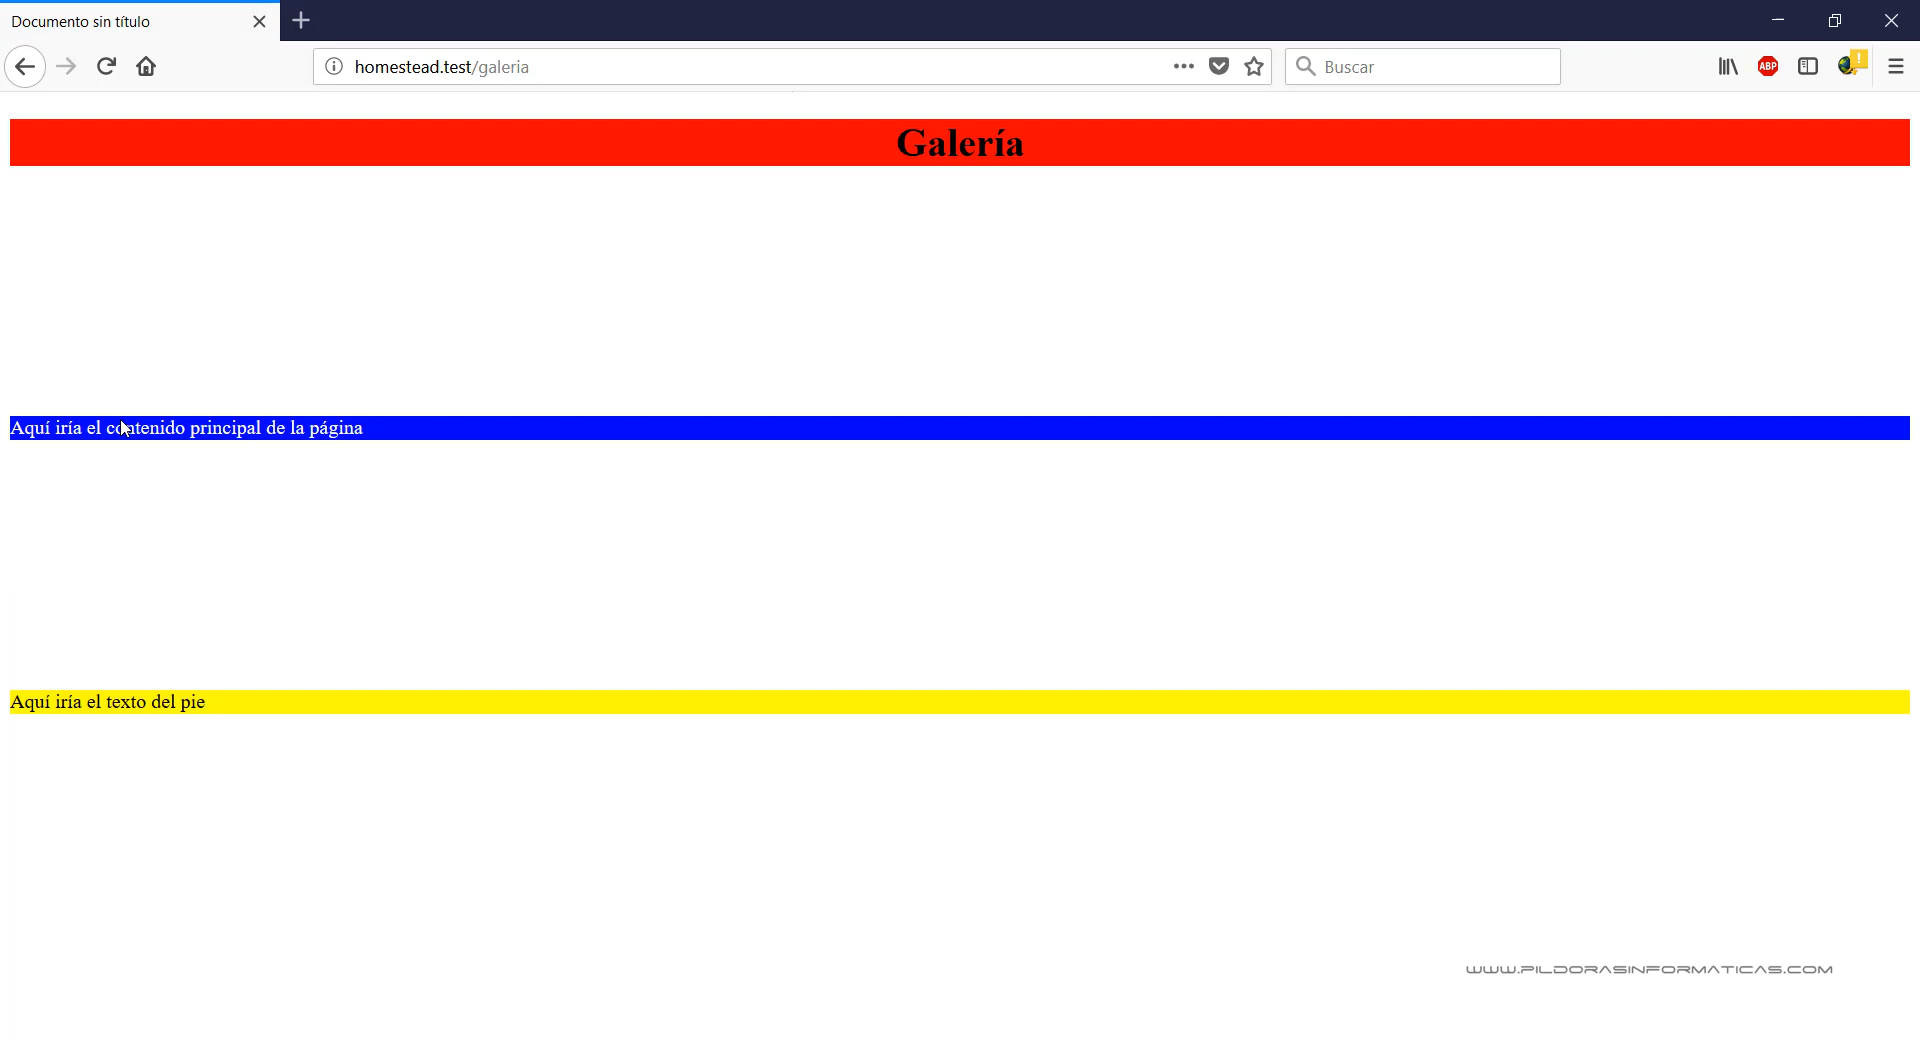 Documento sin título
homestead.test/galeria
Buscar
ABP
Galería
Aquí iría el contenido principal de la página
Aquí iría el texto del pie
WWW.PILDORASINFORMATICAS.COM